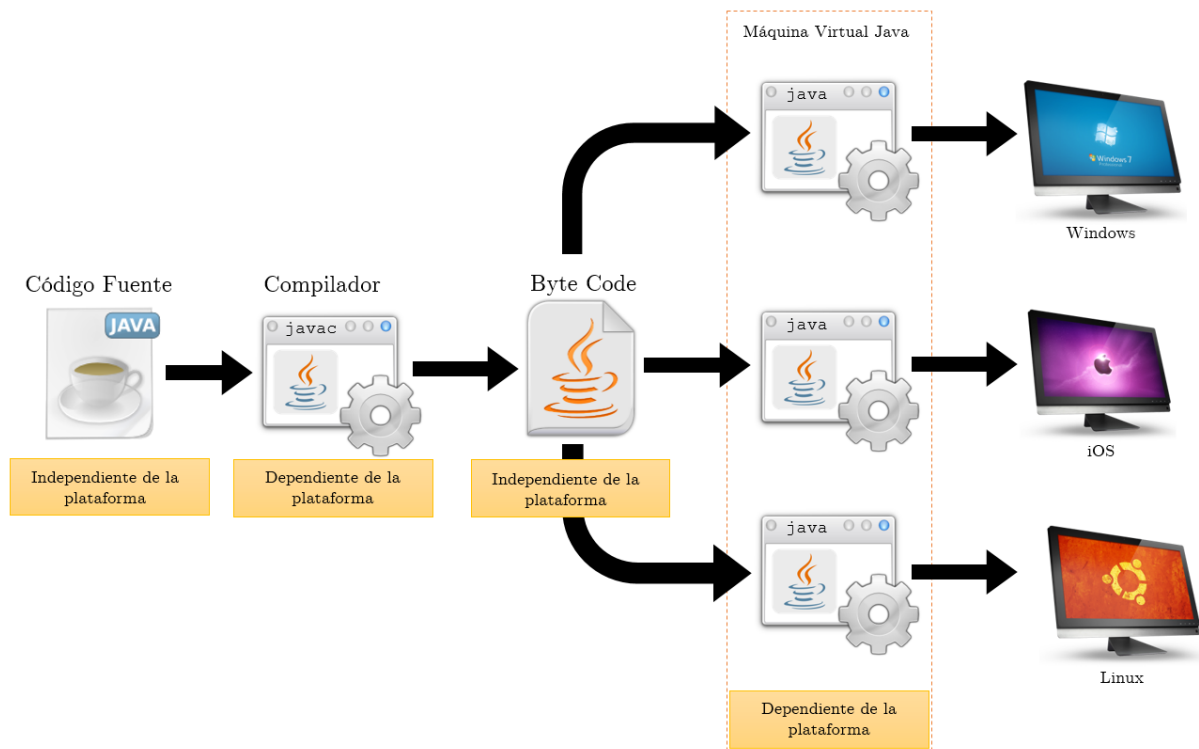 Máquina Virtual Java
java
Windows 7
Windows
Código Fuente
Compilador
Byte Code
JAVA
javac
java
iOS
Independiente de la
plataforma
Dependiente de la
plataforma
Independiente de la
plataforma
java
Linux
Dependiente de la
plataforma